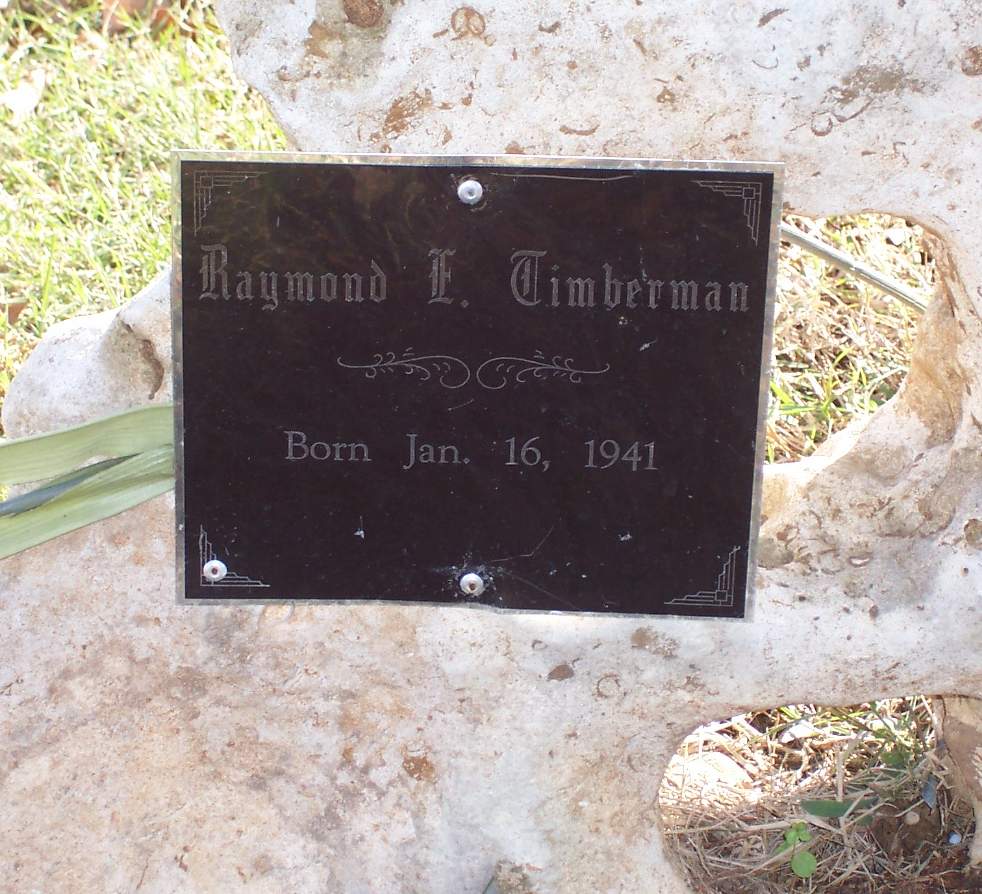 Raymond E. Timberman
Born Jan. 16, 1941